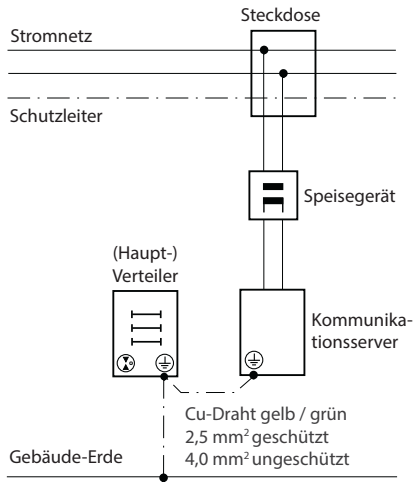 Steckdose
Stromnetz
Schutzleiter
Speisegerät
(Haupt-)
Verteiler
Kommunika-
tionsserver
Cu-Draht gelb / grün
2,5 mm² geschützt
4,0 mm² ungeschützt
Gebäude-Erde